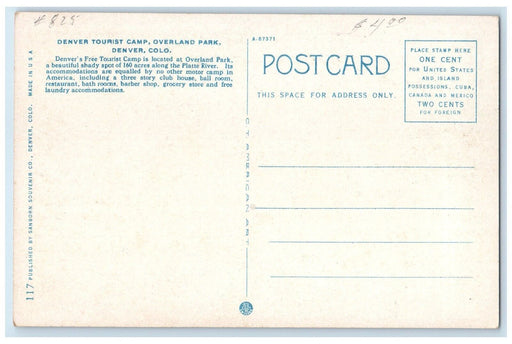 # 825
$4.00
DENVER TOURIST CAMP, OVERLAND PARK,
DENVER, COLO.
Denver's Free Tourist Camp is located at Overland Park,
a beautiful shady spot of 160 acres along the Platte River. Its
accommodations are equalled by no other motor camp in
America, including a three story club house, ball room,
restaurant, bath rooms, barber shop, grocery store and free
laundry accommodations.
117 PUBLISHED BY SANBORN SOUVENIR CO., DENVER, COLO. MADE IN U S A
A-87371
POST CARD
THIS SPACE FOR ADDRESS ONLY.
PLACE STAMP HERE
ONE CENT
FOR UNITED STATES
AND ISLAND
POSSESSIONS, CUBA,
CANADA AND MEXICO
TWO CENTS
FOR FOREIGN